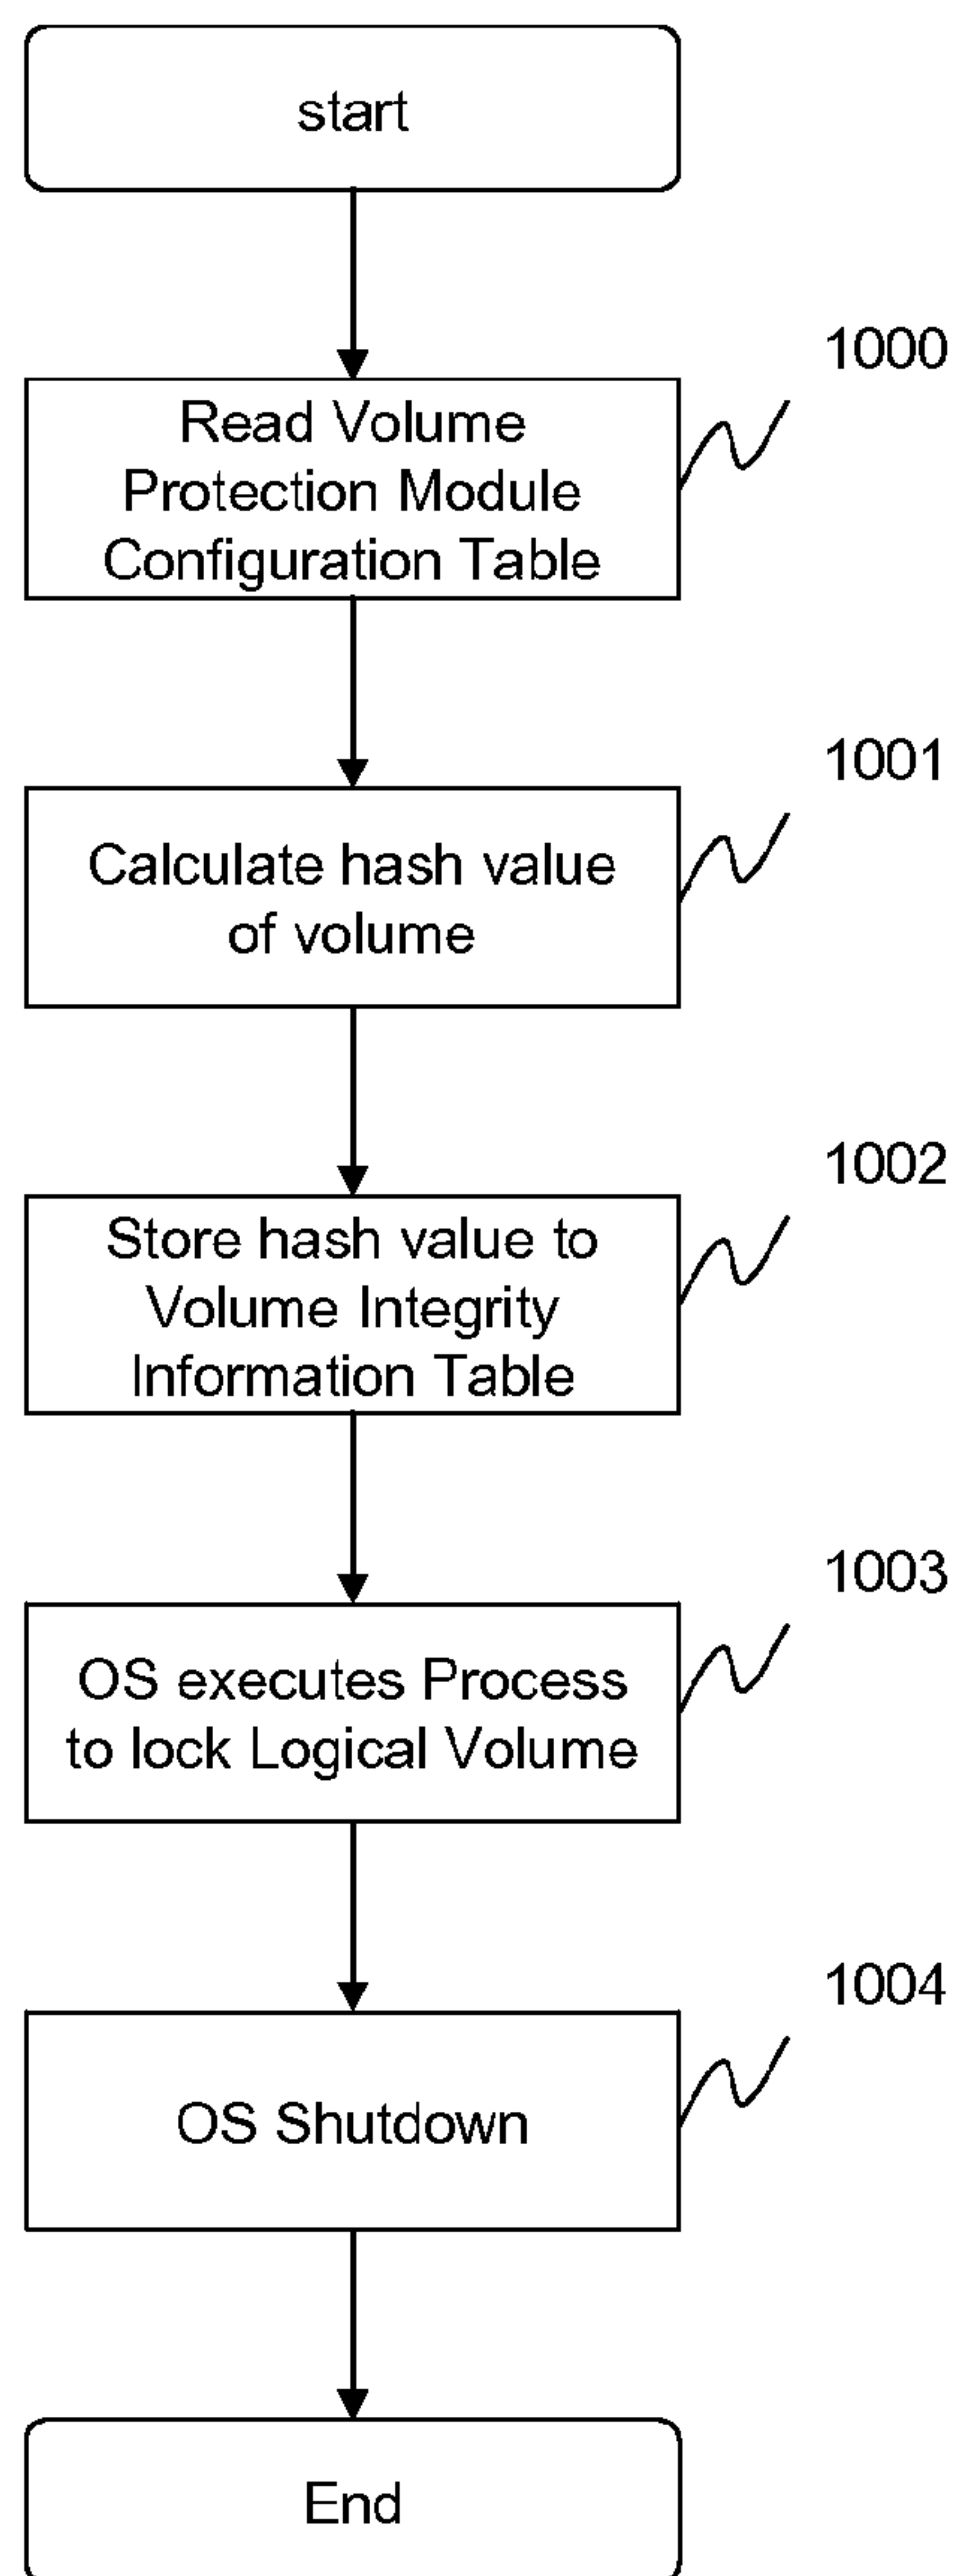 start
1000
Read Volume
Protection Module
Configuration Table
1001
Calculate hash value
of volume
1002
Store hash value to
Volume Integrity
Information Table
1003
OS executes Process
to lock Logical Volume
1004
OS Shutdown
End